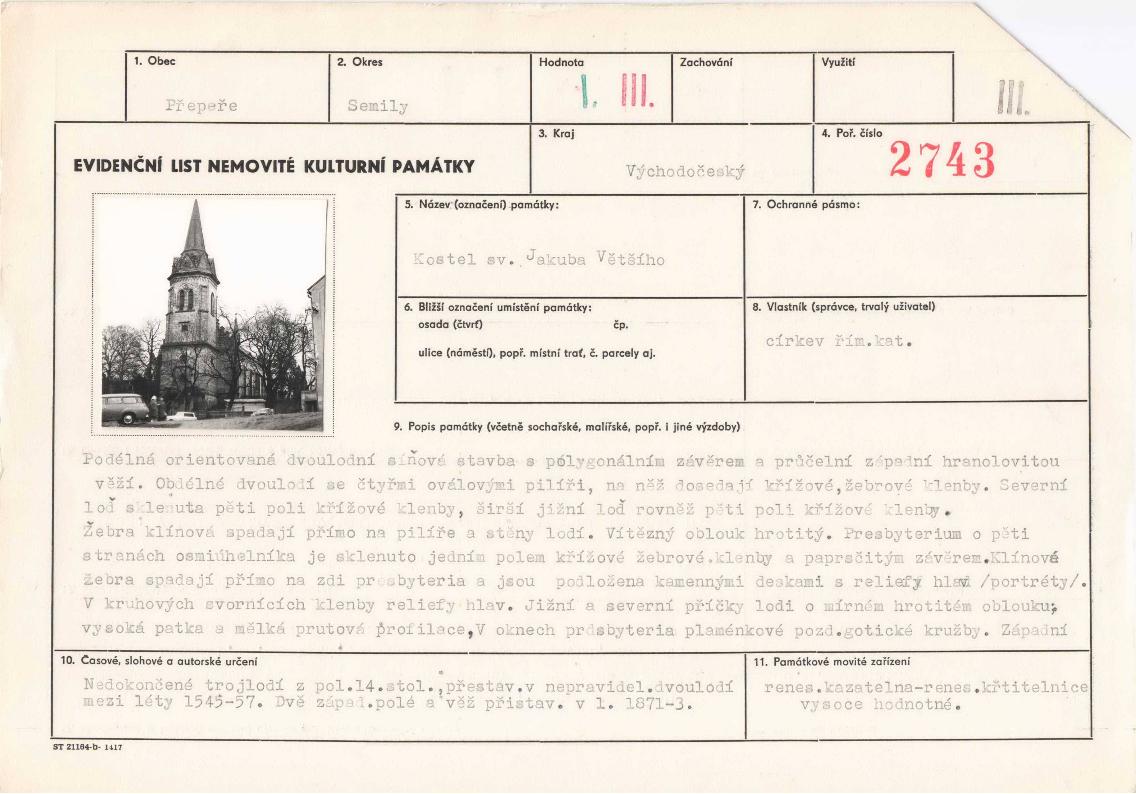 1. Obec
Přepeře
2. Okres
Semily
Hodnota
I. III.
Zachování
Využití
III.
EVIDENČNÍ LIST NEMOVITÉ KULTURNÍ PAMÁTKY
3. Kraj
Východočeský
4. Poř. číslo
2743
5. Název (označení) památky:
Kostel sv. Jakuba Většího
7. Ochranné pásmo:
6. Bližší označení umístění památky:
osada (čtvrť) čp.
ulice (náměstí), popř. místní trať, č. parcely aj.
8. Vlastník (správce, trvalý uživatel)
církev řím.kat.
9. Popis památky (včetně sochařské, malířské, popř. i jiné výzdoby)
Podélná orientovaná dvoulodní síňová stavba s pólygonálním závěrem a průčelní západní hranolovitou
věží. Obdélné dvoulodí se čtyřmi oválovými pilíři, na něž dosedají křížové,žebrové klenby. Severní
loď sklenuta pěti poli křížové klenby, širší jižní loď rovněž pěti poli křížové klenby.
Žebra klínová spadají přímo na pilíře a stěny lodí. Vítězný oblouk hrotitý. Presbyterium o pěti
stranách osmiúhelníka je sklenuto jedním polem křížové žebrové.klenby a paprsčitým závěrem.Klínová
žebra spadají přímo na zdi presbyteria a jsou podložena kamennými deskami s reliefy hlav /portréty/.
V kruhových svornících klenby reliefy hlav. Jižní a severní příčky lodi o mírném hrotitém oblouku;
vysoká patka a mělká prutová profilace,V oknech prdsbyteria plaménkové pozd.gotické kružby. Západní
10. Časové, slohové a autorské určení
Nedokončené trojlodí z pol.14.stol.,přestav.v nepravidel.dvoulodí
mezi léty 1545-57. Dvě západ.polé a věž přistav. v l. 1871-3.
11. Památkové movité zařízení
renes.kazatelna-renes.křtitelnice
vysoce hodnotné.
ST 21164-b- 1417